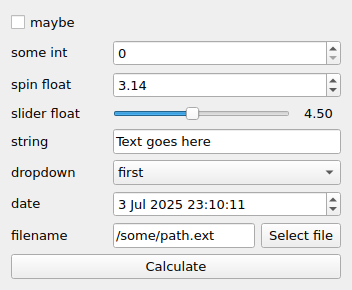 maybe
some int 0
spin float 3.14
slider float 4.50
string Text goes here
dropdown first
date 3 Jul 2025 23:10:11
filename /some/path.ext Select file
Calculate